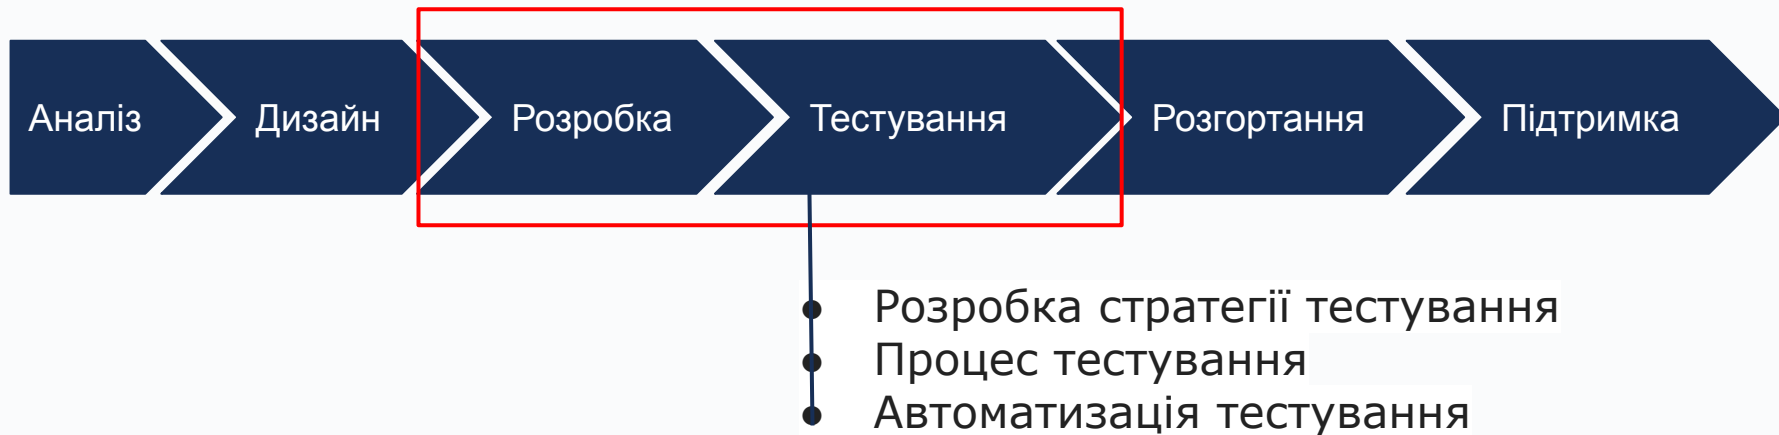 Аналіз
Дизайн
Розробка
Тестування
Розгортання
Підтримка
Розробка стратегії тестування
Процес тестування
Автоматизація тестування